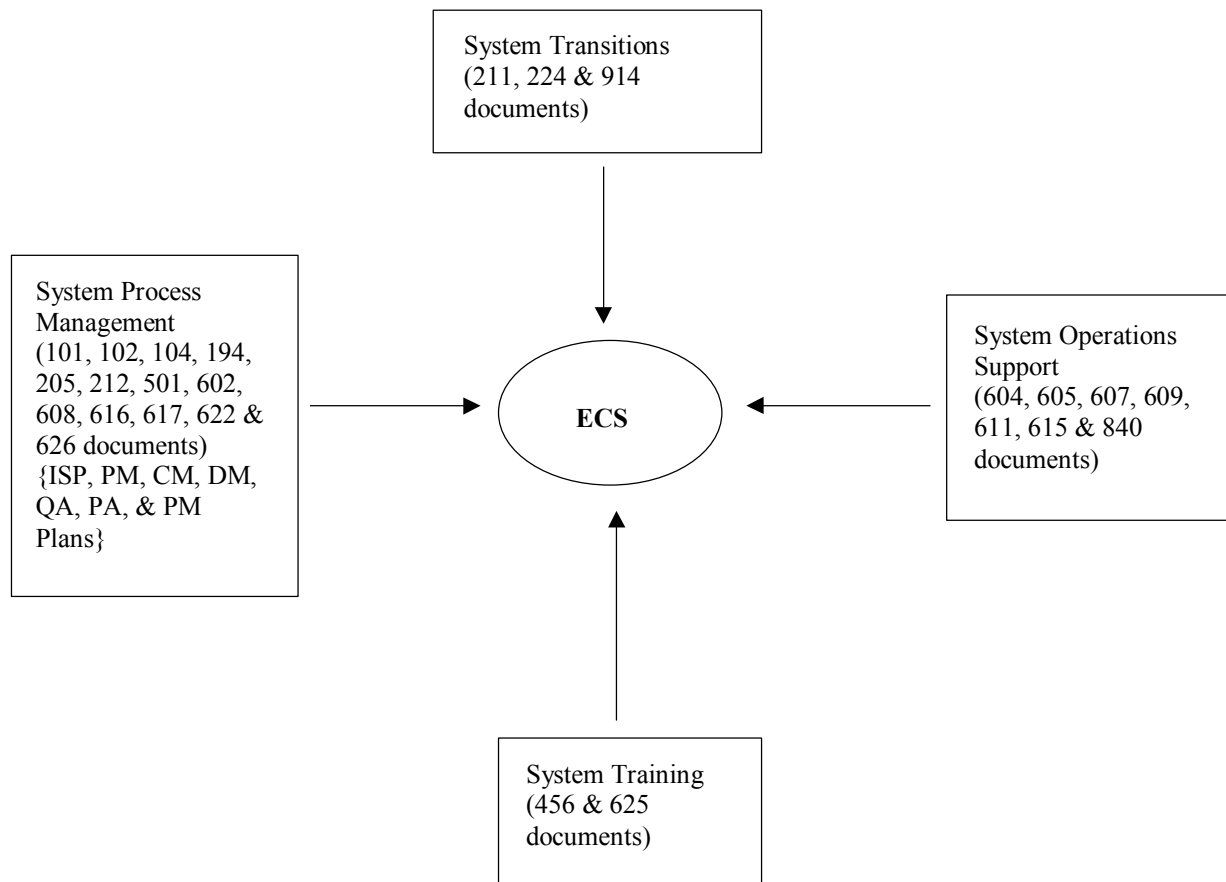 System Transitions
(211, 224 & 914
documents)
System Process
Management
(101, 102, 104, 194,
205, 212, 501, 602,
608, 616, 617, 622 &
626 documents)
{ISP, PM, CM, DM,
QA, PA, & PM
Plans}
ECS
System Operations
Support
(604, 605, 607, 609,
611, 615 & 840
documents)
System Training
(456 & 625
documents)